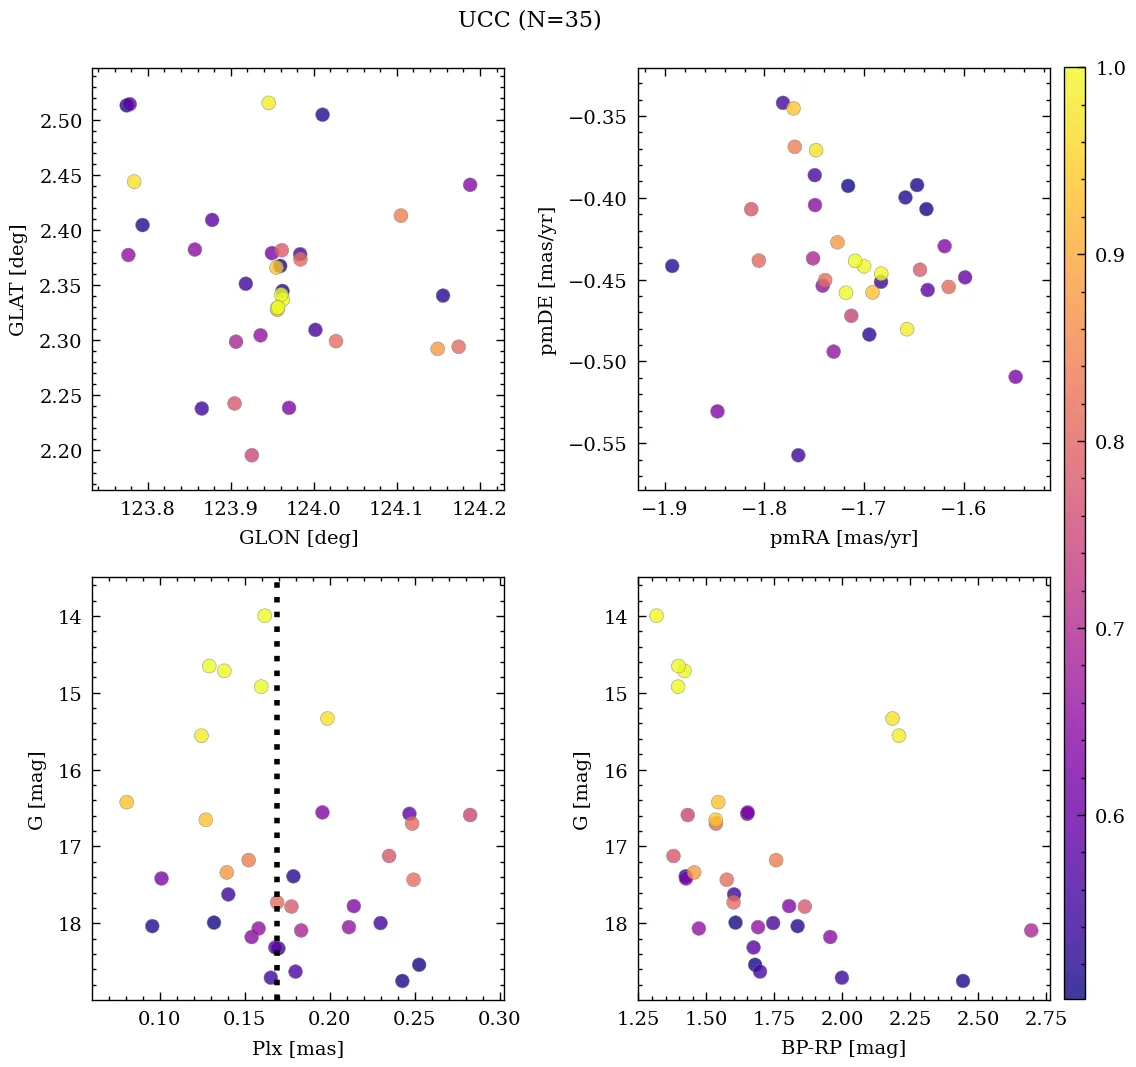 UCC (N=35)
2.50
2.45
2.40
2.35
2.30
2.25
2.20
GLAT [deg]
123.8 123.9 124.0 124.1 124.2
GLON [deg]
−0.35
−0.40
−0.45
−0.50
−0.55
pmDE [mas/yr]
−1.9 −1.8 −1.7 −1.6
pmRA [mas/yr]
1.0
0.9
0.8
0.7
0.6
14
15
16
17
18
G [mag]
0.10 0.15 0.20 0.25 0.30
Plx [mas]
14
15
16
17
18
G [mag]
1.25 1.50 1.75 2.00 2.25 2.50 2.75
BP-RP [mag]